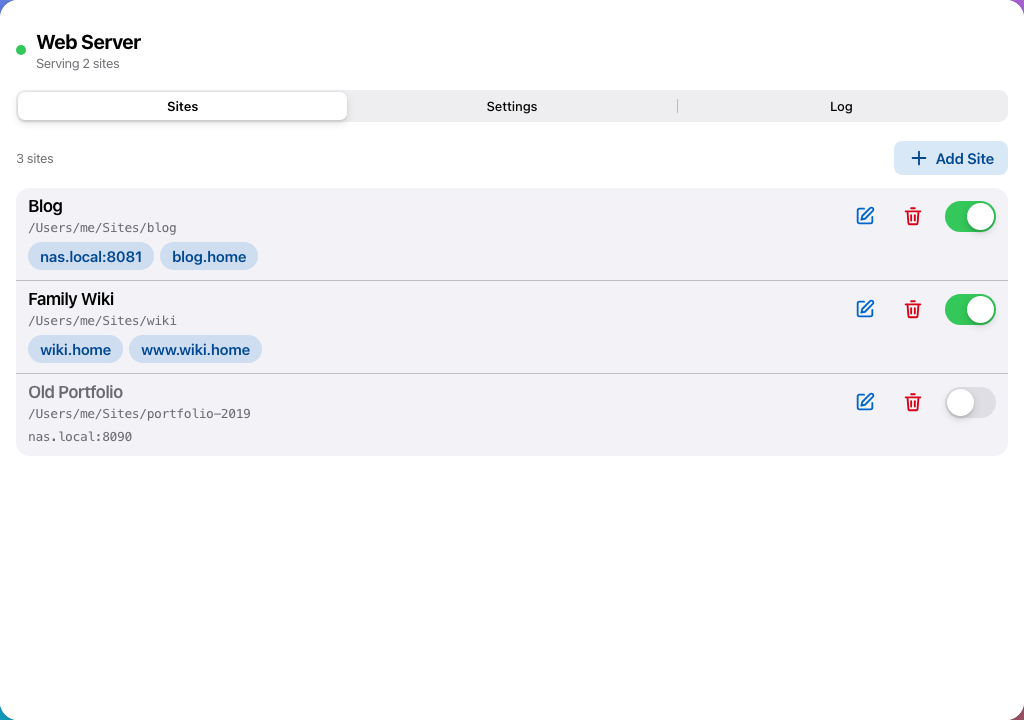 Web Server
Serving 2 sites
Sites Settings Log
3 sites
Add Site
Blog
/Users/me/Sites/blog
nas.local:8081 blog.home
Family Wiki
/Users/me/Sites/wiki
wiki.home www.wiki.home
Old Portfolio
/Users/me/Sites/portfolio-2019
nas.local:8090